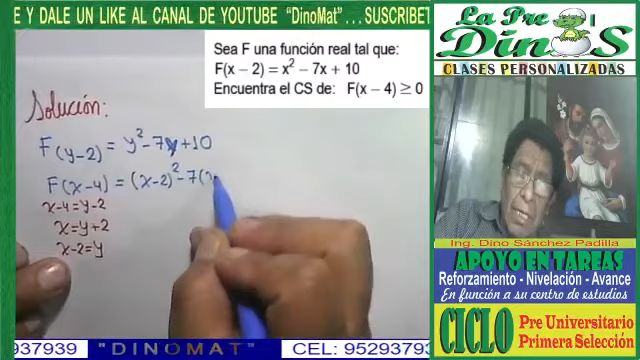 E Y DALE UN LIKE AL CANAL DE YOUTUBE "DinoMat"... SUSCRIBET
La Pre
DinoS
CLASES PERSONALIZADAS
Sea F una función real tal que:
F(x – 2) = x² – 7x + 10
Encuentra el CS de: F(x – 4) ≥ 0
Solución:
F(y-2) = y²-7y+10
F(x-4) = (x-2)²-7(
x-4=y-2
x=y+2
x-2=y
Ing. Dino Sánchez Padilla
APOYO EN TAREAS
Reforzamiento - Nivelación - Avance
En función a su centro de estudios
CICLO Pre Universitario
Primera Selección
937939 "DINOMAT" CEL: 95293793